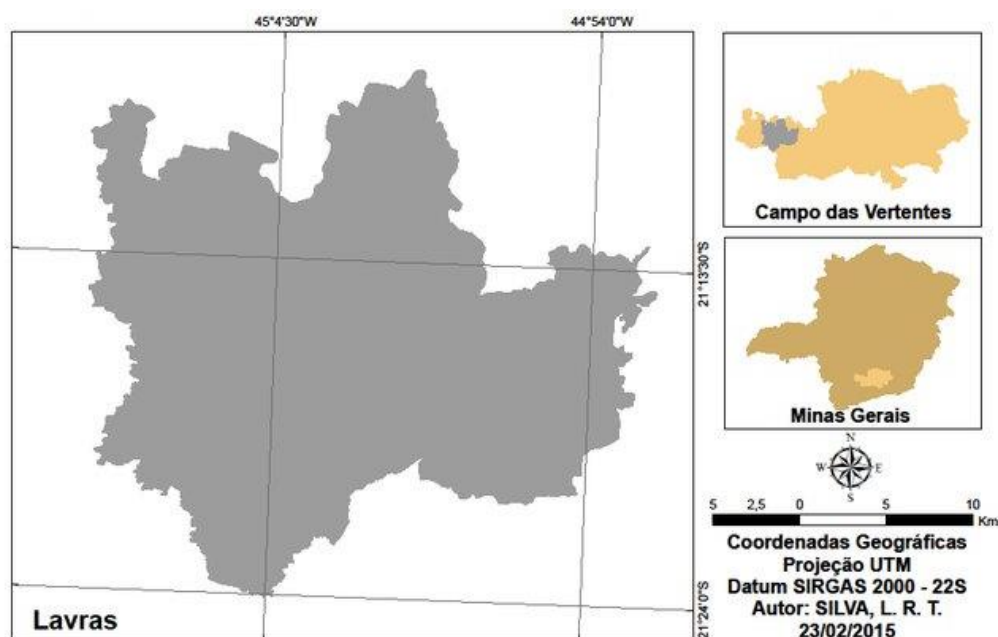 45°4'30"W
44°54'0"W
21°13'30"S
21°24'0"S
Lavras
Campo das Vertentes
Minas Gerais
N
W
E
S
5 2,5 0 5 10
Km
Coordenadas Geográficas
Projeção UTM
Datum SIRGAS 2000 - 22S
Autor: SILVA, L. R. T.
23/02/2015